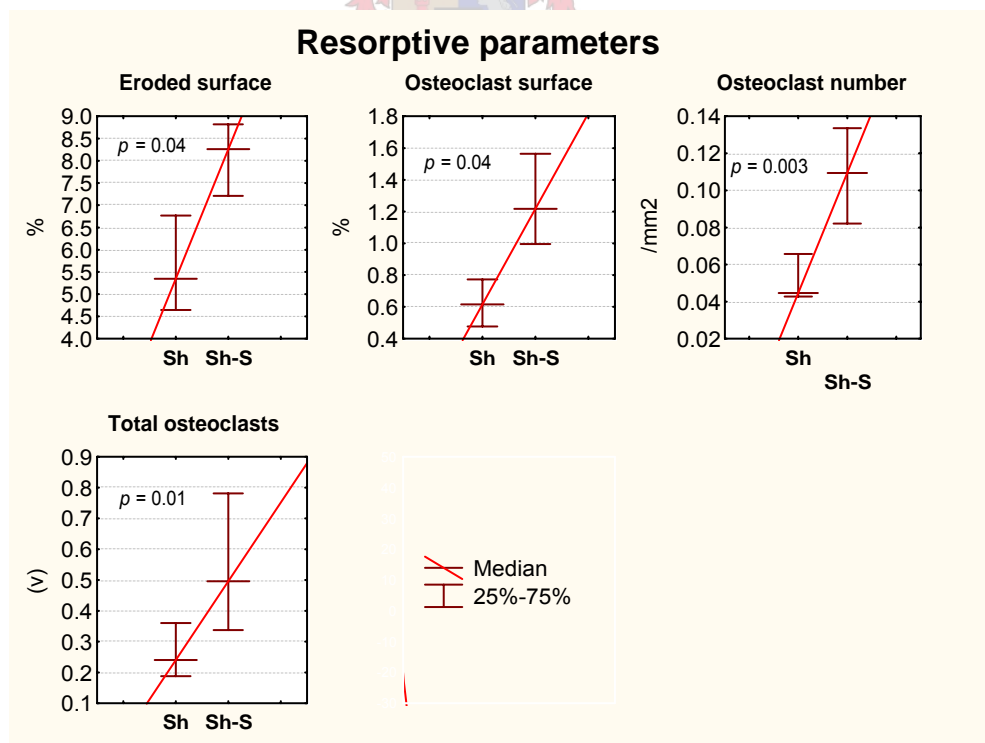 Resorptive parameters
Eroded surface
9.0
8.5
8.0
7.5
7.0
6.5
6.0
5.5
5.0
4.5
4.0
%
p = 0.04
Sh Sh-S
Osteoclast surface
1.8
1.6
1.4
1.2
1.0
0.8
0.6
0.4
%
p = 0.04
Sh Sh-S
Osteoclast number
0.14
0.12
0.10
0.08
0.06
0.04
0.02
/mm2
p = 0.003
Sh
Sh-S
Total osteoclasts
0.9
0.8
0.7
0.6
0.5
0.4
0.3
0.2
0.1
(v)
p = 0.01
Sh Sh-S
Median
25%-75%